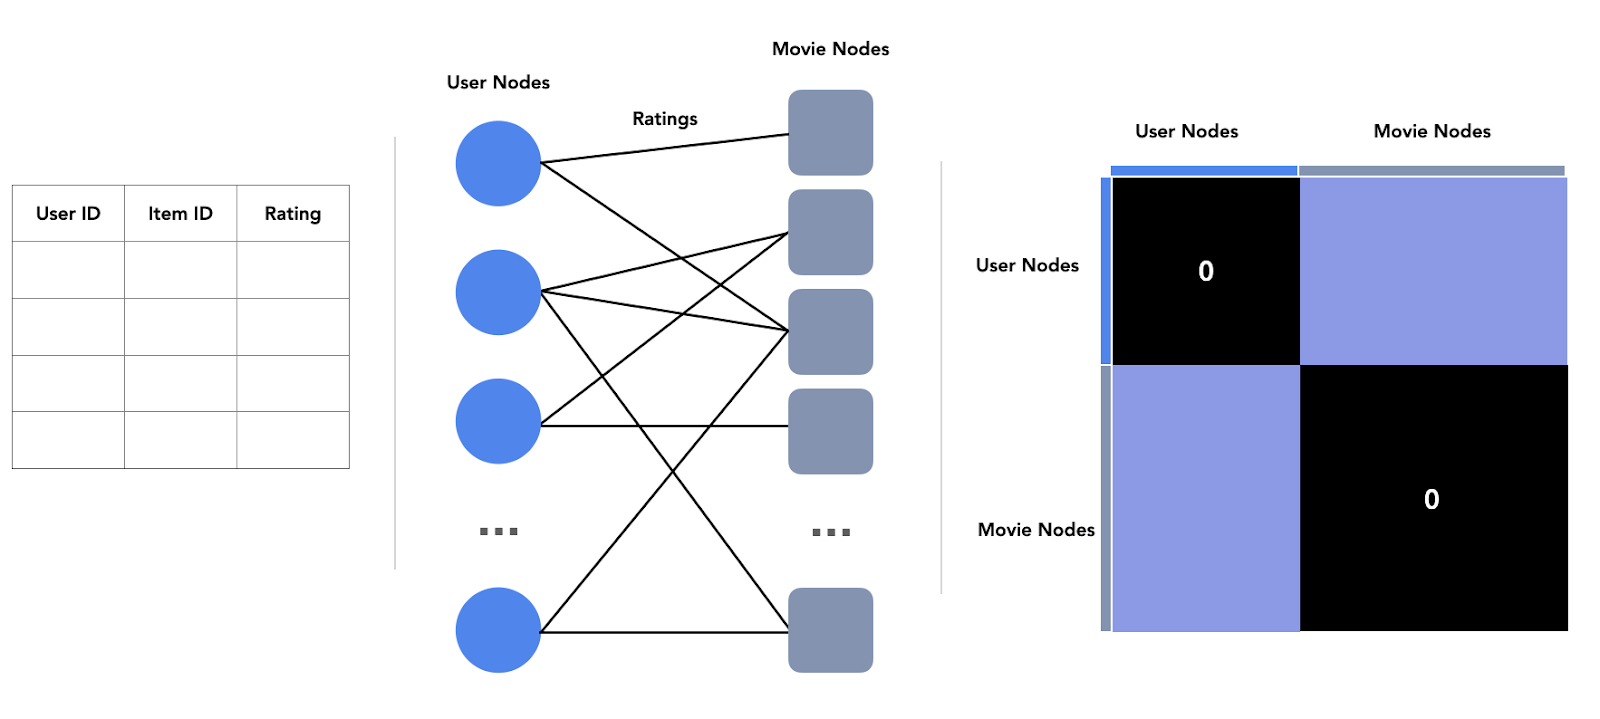 User ID
Item ID
Rating
User Nodes
Ratings
Movie Nodes
...
...
User Nodes
Movie Nodes
User Nodes
0
Movie Nodes
0